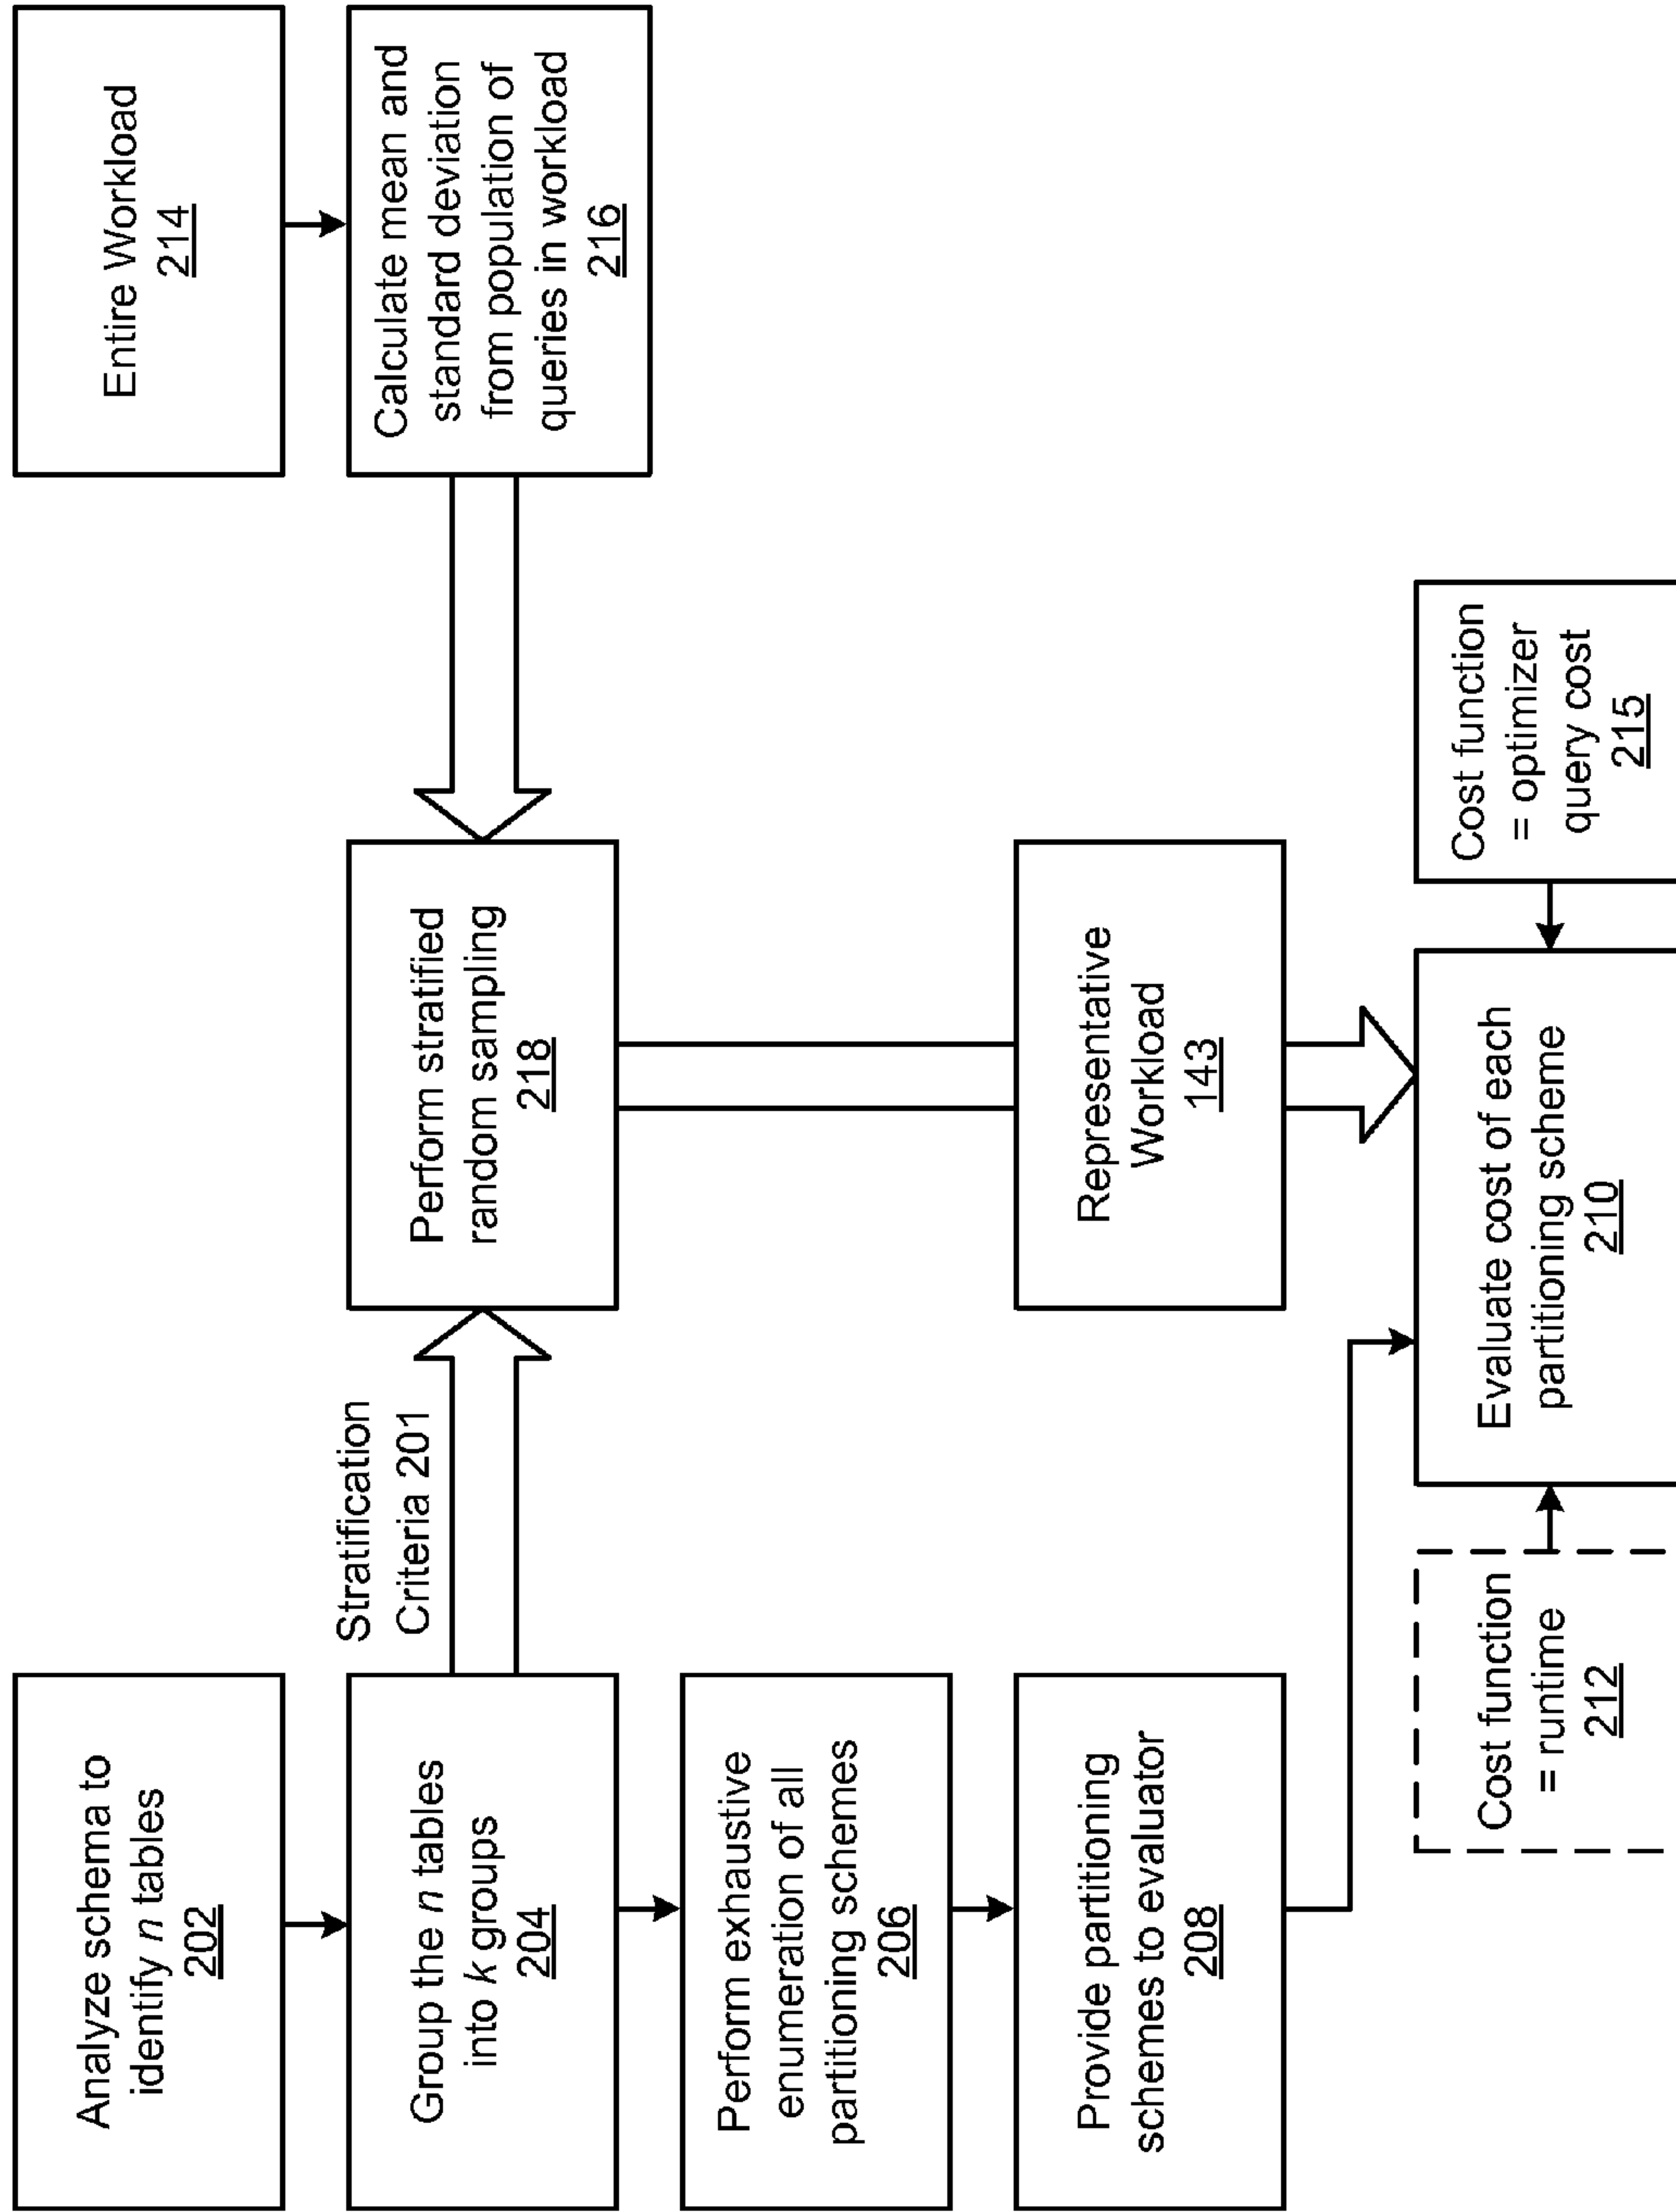 Analyze schema to
identify n tables
202
Group the n tables
into k groups
204
Perform exhaustive
enumeration of all
partitioning schemes
206
Provide partitioning
schemes to evaluator
208
Stratification
Criteria 201
Perform stratified
random sampling
218
Entire Workload
214
Calculate mean and
standard deviation
from population of
queries in workload
216
Representative
Workload
143
Cost function
= runtime
212
Evaluate cost of each
partitioning scheme
210
Cost function
= optimizer
query cost
215